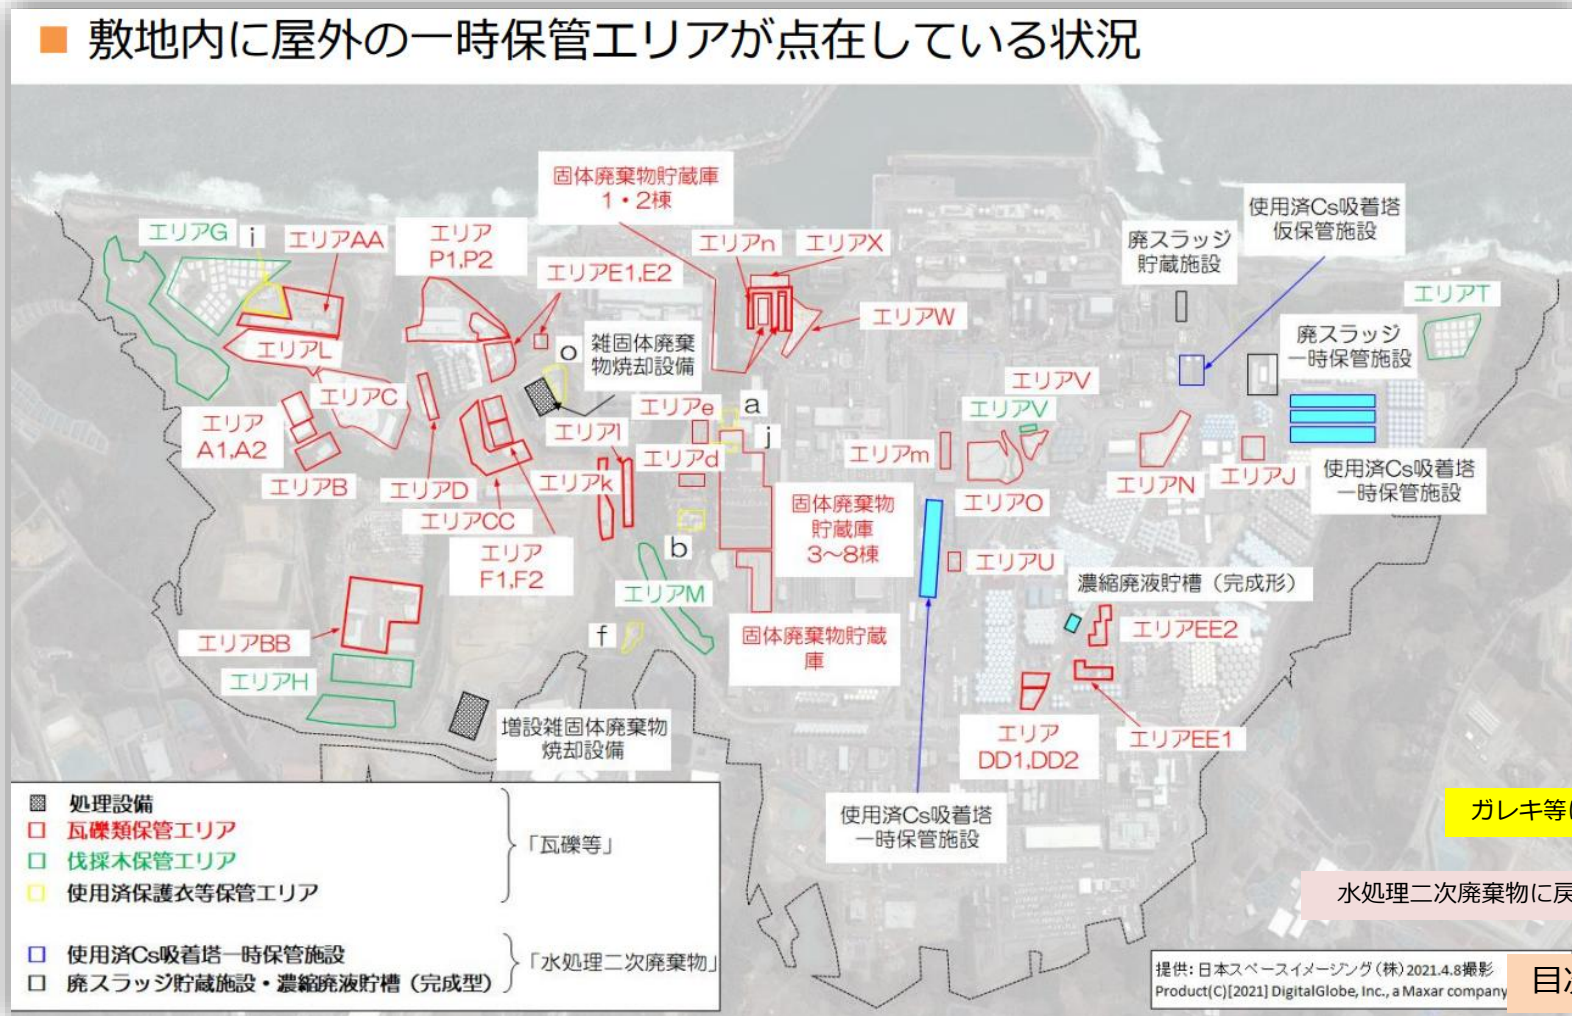 ■ 敷地内に屋外の一時保管エリアが点在している状況
固体廃棄物貯蔵庫
1・2棟
使用済Cs吸着塔
仮保管施設
エリアG
i
エリアAA
エリア
P1,P2
エリアn
エリアX
廃スラッジ
貯蔵施設
エリアE1,E2
エリアT
エリアW
廃スラッジ
一時保管施設
エリアL
o
雑固体廃棄
物焼却設備
エリアV
エリアC
エリアe
a
エリアV
エリア
A1,A2
エリアl
j
エリアd
エリアm
エリアJ
使用済Cs吸着塔
一時保管施設
エリアB
エリアD
エリアk
エリアN
エリアO
エリアCC
固体廃棄物
貯蔵庫
3～8棟
エリア
F1,F2
b
エリアU
濃縮廃液貯槽（完成形）
エリアM
エリアBB
f
固体廃棄物貯蔵
庫
エリアEE2
エリアH
増設雑固体廃棄物
焼却設備
エリア
DD1,DD2
エリアEE1
使用済Cs吸着塔
一時保管施設
処理設備
瓦礫類保管エリア
伐採木保管エリア
使用済保護衣等保管エリア
「瓦礫等」
使用済Cs吸着塔一時保管施設
廃スラッジ貯蔵施設・濃縮廃液貯槽（完成型）
「水処理二次廃棄物」
ガレキ等
水処理二次廃棄物に戻
提供：日本スペースイメージング(株)2021.4.8撮影
Product(C)[2021] DigitalGlobe, Inc., a Maxar company
目次